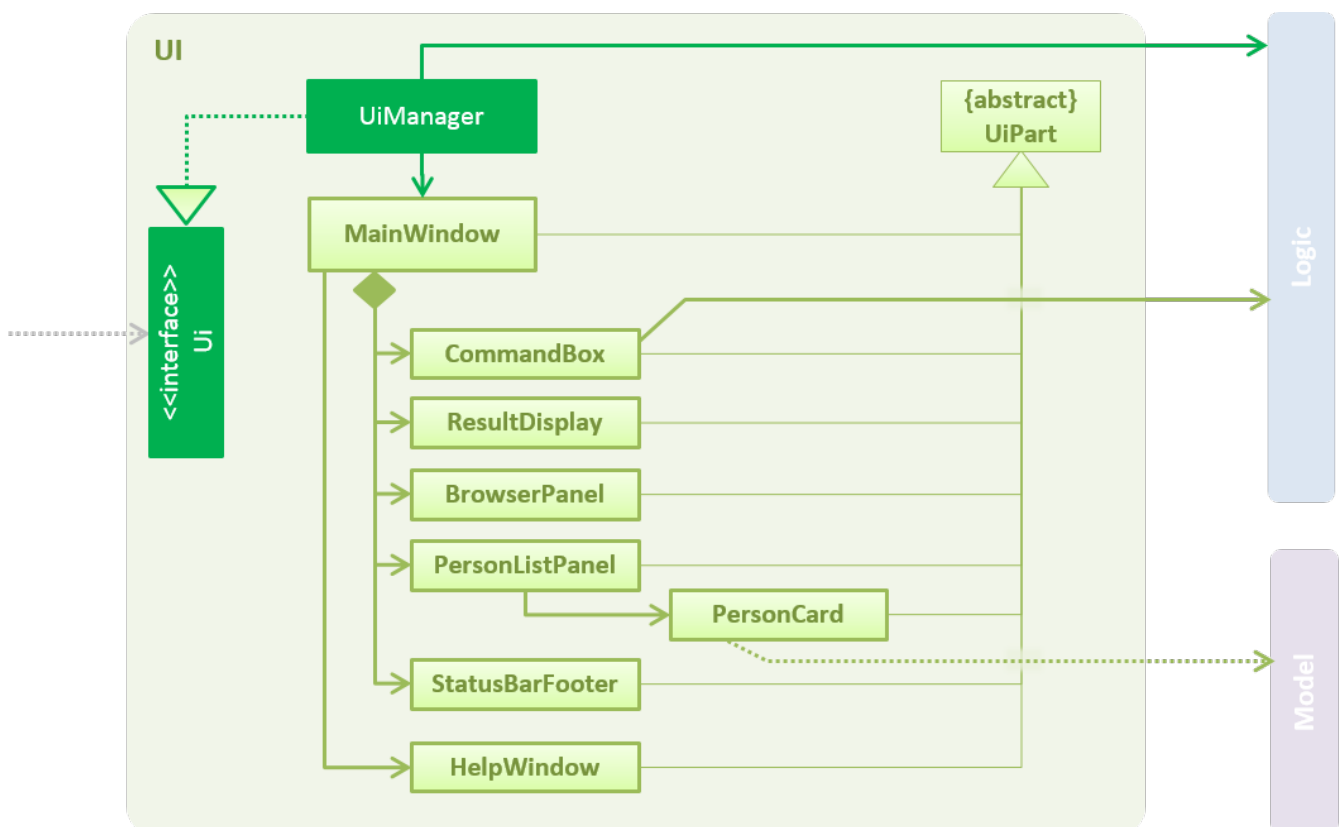 UI
UiManager
{abstract}
UiPart
MainWindow
<<interface>>
Ui
Logic
CommandBox
ResultDisplay
BrowserPanel
PersonListPanel
PersonCard
StatusBarFooter
Model
HelpWindow